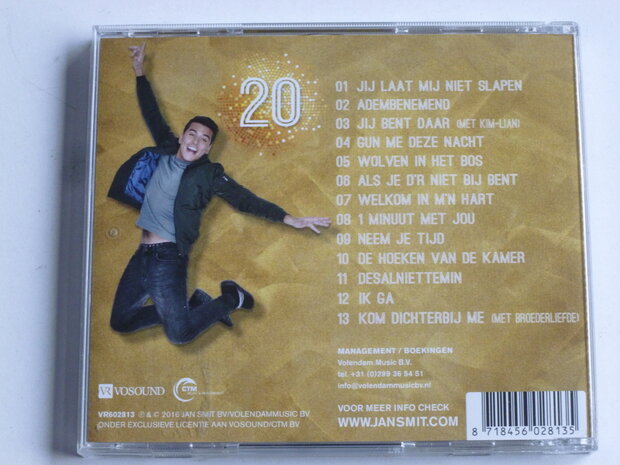 20
01 JIJ LAAT MIJ NIET SLAPEN
02 ADEMBENEMEND
03 JIJ BENT DAAR (MET KIM-LIAN)
04 GUN ME DEZE NACHT
05 WOLVEN IN HET BOS
06 ALS JE D'R NIET BIJ BENT
07 WELKOM IN M'N HART
08 1 MINUUT MET JOU
09 NEEM JE TIJD
10 DE HOEKEN VAN DE KAMER
11 DESALNIETTEMIN
12 IK GA
13 KOM DICHTERBIJ ME (MET BROEDERLIEFDE)
MANAGEMENT / BOEKINGEN
Volendam Music B.V.
tel. +31 (0)299 36 54 51
info@volendammusicbv.nl
VR VOSOUND CTM
VR602813 ℗ & © 2016 JAN SMIT BV/VOLENDAMMUSIC BV
ONDER EXCLUSIEVE LICENTIE AAN VOSOUND/CTM BV
VOOR MEER INFO CHECK
WWW.JANSMIT.COM
8 718456 028135